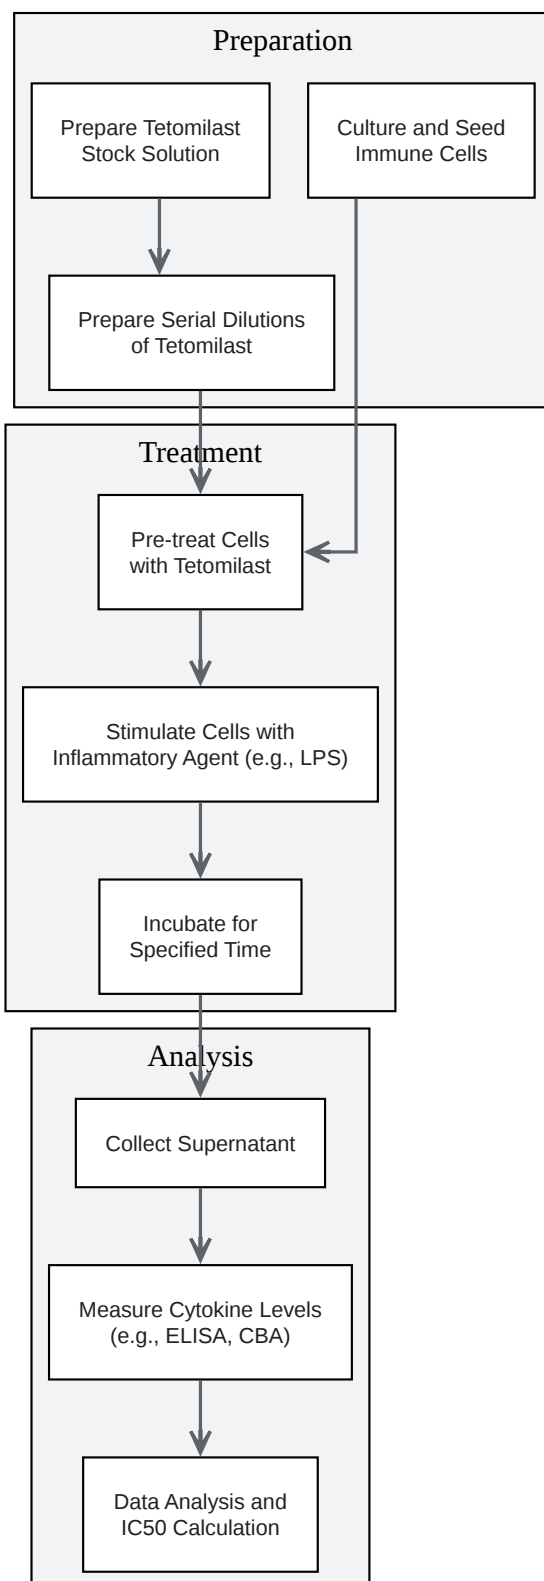 Preparation
Prepare Tetomilast
Stock Solution
Culture and Seed
Immune Cells
Prepare Serial Dilutions
of Tetomilast
Treatment
Pre-treat Cells
with Tetomilast
Stimulate Cells with
Inflammatory Agent (e.g., LPS)
Incubate for
Specified Time
Analysis
Collect Supernatant
Measure Cytokine Levels
(e.g., ELISA, CBA)
Data Analysis and
IC50 Calculation